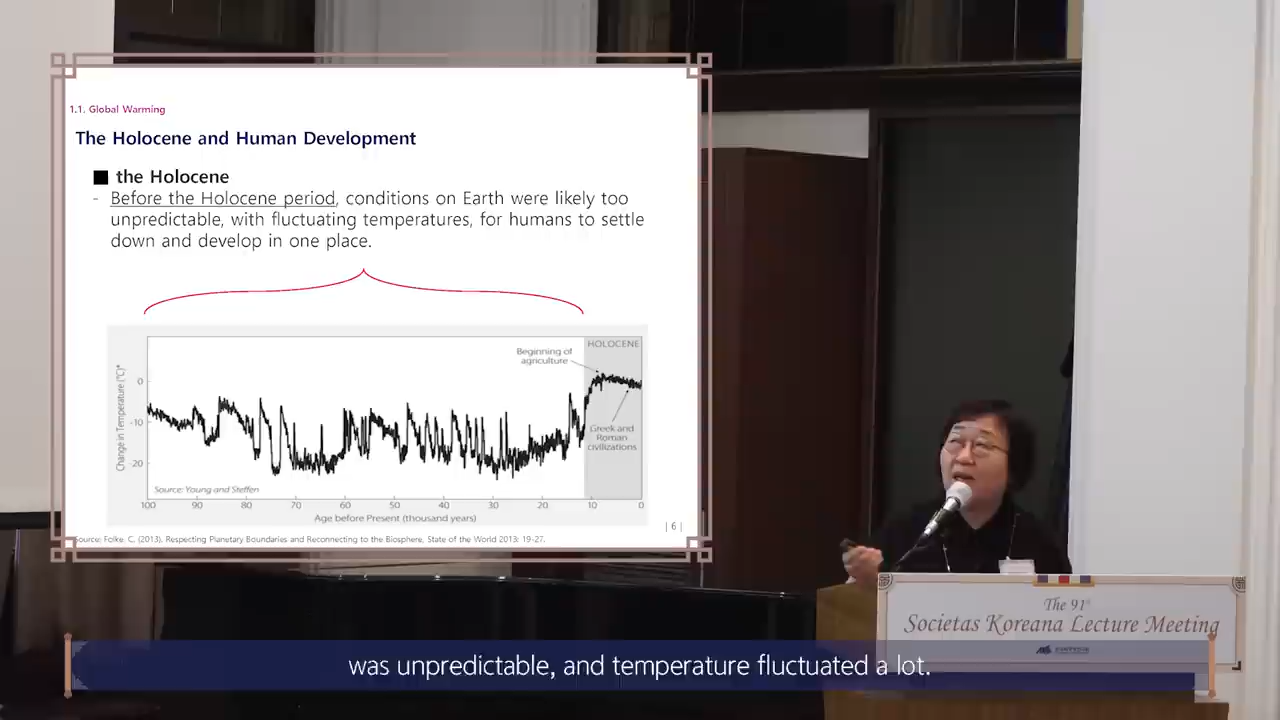 1.1. Global Warming
The Holocene and Human Development
■ the Holocene
- Before the Holocene period, conditions on Earth were likely too
unpredictable, with fluctuating temperatures, for humans to settle
down and develop in one place.
HOLOCENE
Beginning of
agriculture
Greek and
Roman
civilizations
Change in Temperature (°C)*
0
-10
-20
Source: Young and Steffen
100 90 80 70 60 50 40 30 20 10 0
Age before Present (thousand years)
| 6 |
Source: Folke. C. (2013). Respecting Planetary Boundaries and Reconnecting to the Biosphere, State of the World 2013: 19-27.
The 91st
Societas Koreana Lecture Meeting
was unpredictable, and temperature fluctuated a lot.